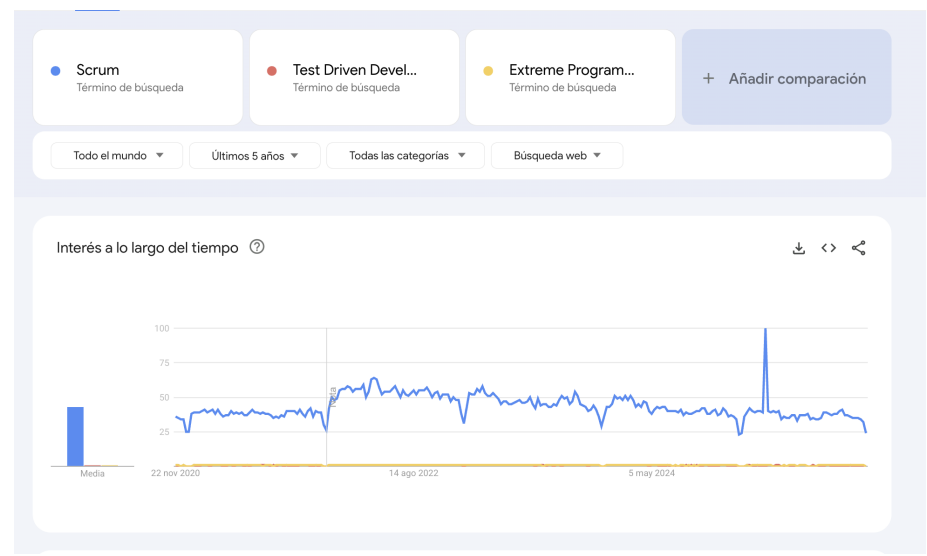 Scrum
Término de búsqueda
Test Driven Devel...
Término de búsqueda
Extreme Program...
Término de búsqueda
+ Añadir comparación
Todo el mundo
Últimos 5 años
Todas las categorías
Búsqueda web
Interés a lo largo del tiempo
100
75
50
25
Nota
Media
22 nov 2020
14 ago 2022
5 may 2024